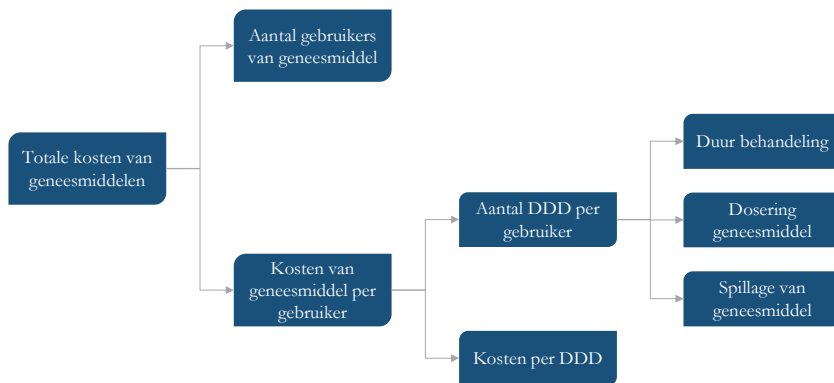 Aantal gebruikers
van geneesmiddel
Totale kosten van
geneesmiddelen
Duur behandeling
Aantal DDD per
gebruiker
Dosering
geneesmiddel
Kosten van
geneesmiddel per
gebruiker
Spillage van
geneesmiddel
Kosten per DDD